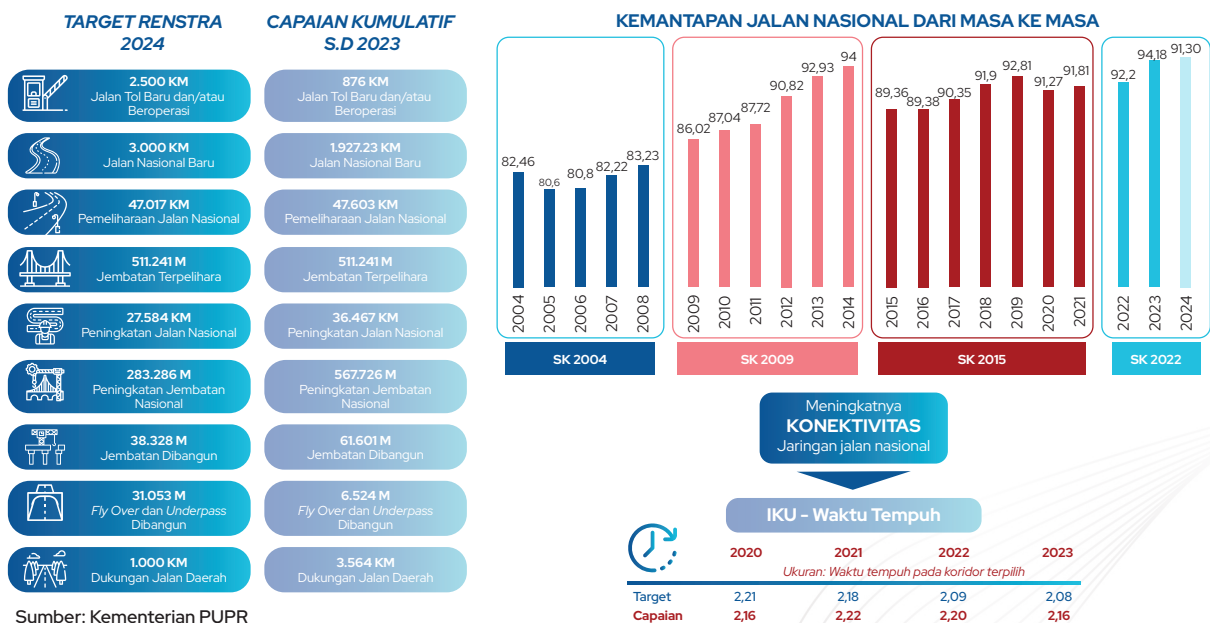 TARGET RENSTRA
2024
2.500 KM
Jalan Tol Baru dan/atau
Beroperasi
3.000 KM
Jalan Nasional Baru
47.017 KM
Pemeliharaan Jalan Nasional
511.241 M
Jembatan Terpelihara
27.584 KM
Peningkatan Jalan Nasional
283.286 M
Peningkatan Jembatan
Nasional
38.328 M
Jembatan Dibangun
31.053 M
Fly Over dan Underpass
Dibangun
1.000 KM
Dukungan Jalan Daerah
CAPAIAN KUMULATIF
S.D 2023
876 KM
Jalan Tol Baru dan/atau
Beroperasi
1.927.23 KM
Jalan Nasional Baru
47.603 KM
Pemeliharaan Jalan Nasional
511.241 M
Jembatan Terpelihara
36.467 KM
Peningkatan Jalan Nasional
567.726 M
Peningkatan Jembatan
Nasional
61.601 M
Jembatan Dibangun
6.524 M
Fly Over dan Underpass
Dibangun
3.564 KM
Dukungan Jalan Daerah
Sumber: Kementerian PUPR
KEMANTAPAN JALAN NASIONAL DARI MASA KE MASA
82,46 80,6 80,8 82,22 83,23
2004 2005 2006 2007 2008
SK 2004
86,02 87,04 87,72 90,82 92,93 94
2009 2010 2011 2012 2013 2014
SK 2009
89,36 89,38 90,35 91,9 92,81 91,27 91,81
2015 2016 2017 2018 2019 2020 2021
SK 2015
92,2 94,18 91,30
2022 2023 2024
SK 2022
Meningkatnya
KONEKTIVITAS
Jaringan jalan nasional
IKU - Waktu Tempuh
2020 2021 2022 2023
Ukuran: Waktu tempuh pada koridor terpilih
Target 2,21 2,18 2,09 2,08
Capaian 2,16 2,22 2,20 2,16